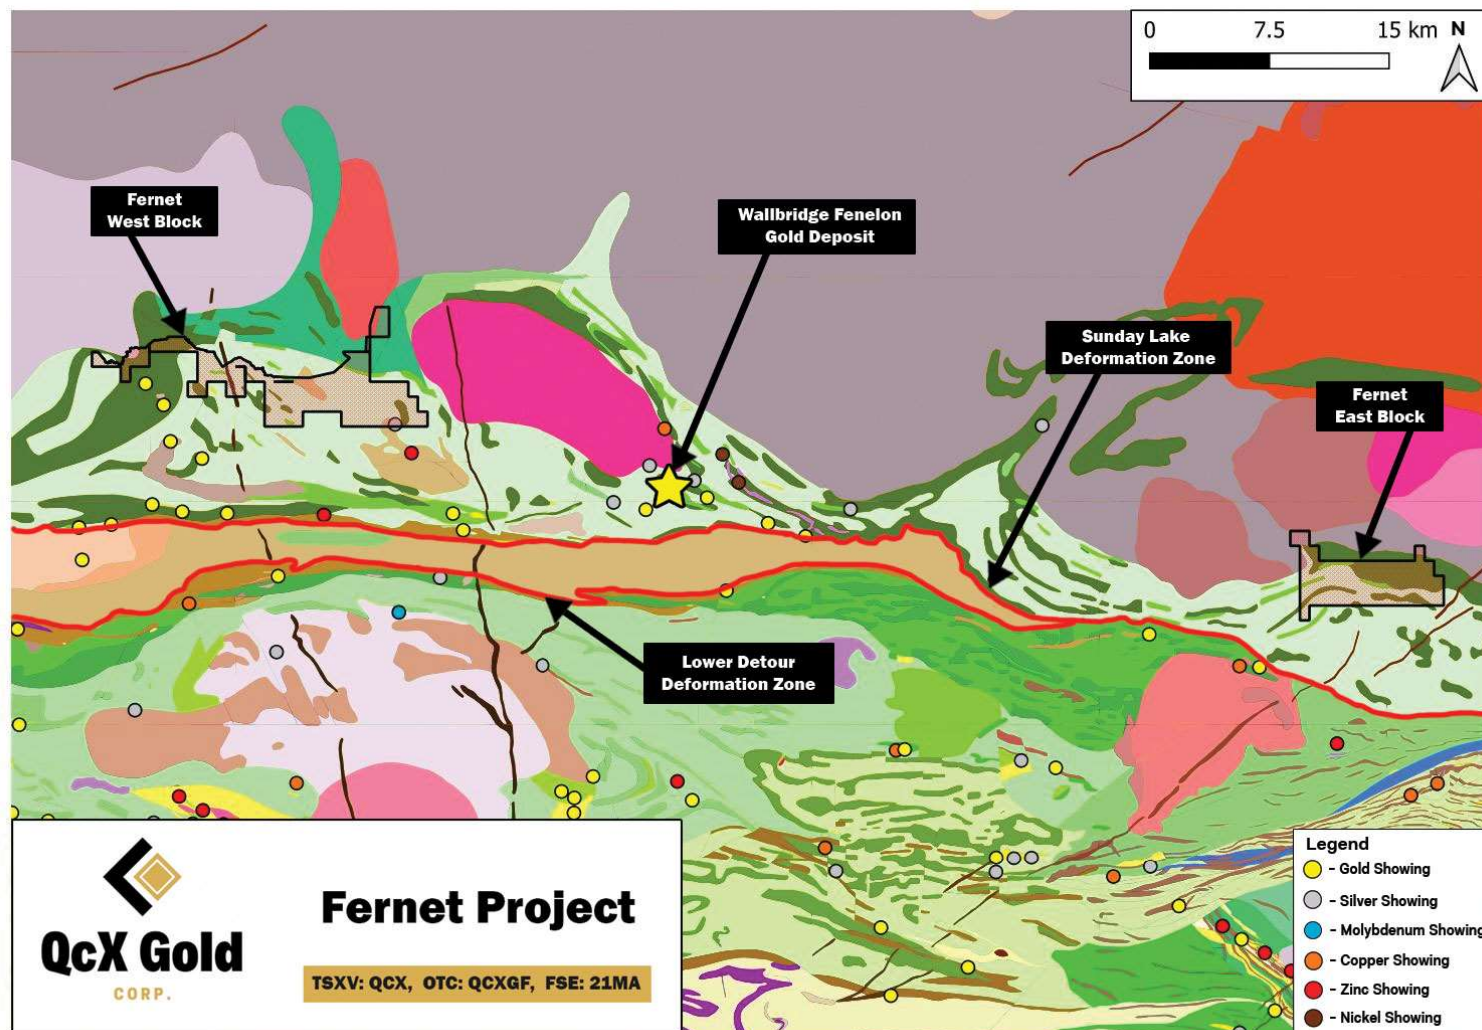 0 7.5 15 km N
Fernet
West Block
Wallbridge Fenelon
Gold Deposit
Sunday Lake
Deformation Zone
Fernet
East Block
Lower Detour
Deformation Zone
QcX Gold
CORP.
Fernet Project
TSXV: QCX, OTC: QCXGF, FSE: 21MA
Legend
- Gold Showing
- Silver Showing
- Molybdenum Showing
- Copper Showing
- Zinc Showing
- Nickel Showing